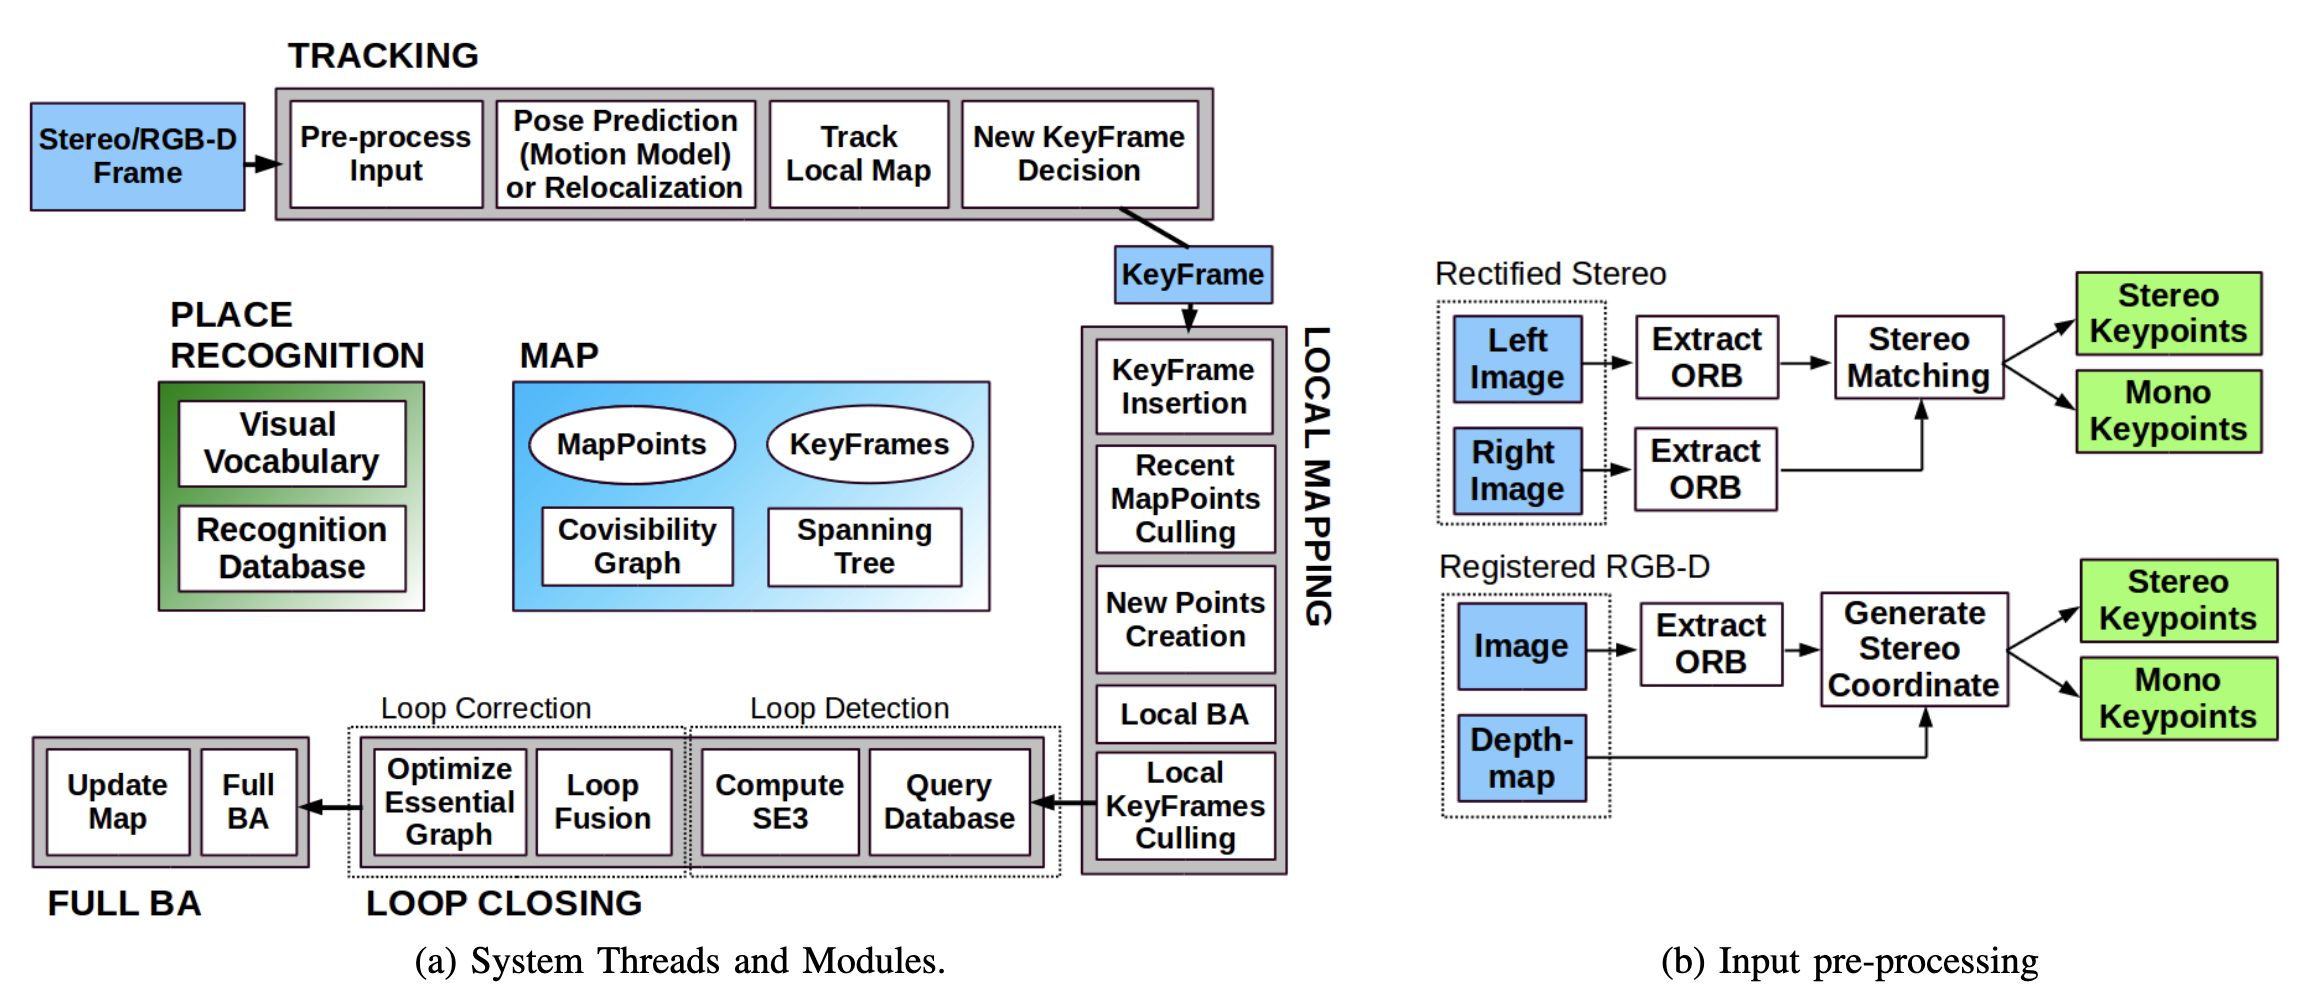 TRACKING
Stereo/RGB-D
Frame
Pre-process
Input
Pose Prediction
(Motion Model)
or Relocalization
Track
Local Map
New KeyFrame
Decision
KeyFrame
PLACE
RECOGNITION
Visual
Vocabulary
Recognition
Database
MAP
MapPoints
KeyFrames
Covisibility
Graph
Spanning
Tree
LOCAL MAPPING
KeyFrame
Insertion
Recent
MapPoints
Culling
New Points
Creation
Local BA
Local
KeyFrames
Culling
Loop Correction
Loop Detection
Update
Map
Full
BA
Optimize
Essential
Graph
Loop
Fusion
Compute
SE3
Query
Database
FULL BA
LOOP CLOSING
(a) System Threads and Modules.
Rectified Stereo
Left
Image
Extract
ORB
Stereo
Matching
Stereo
Keypoints
Mono
Keypoints
Right
Image
Extract
ORB
Registered RGB-D
Image
Extract
ORB
Generate
Stereo
Coordinate
Stereo
Keypoints
Mono
Keypoints
Depth-
map
(b) Input pre-processing